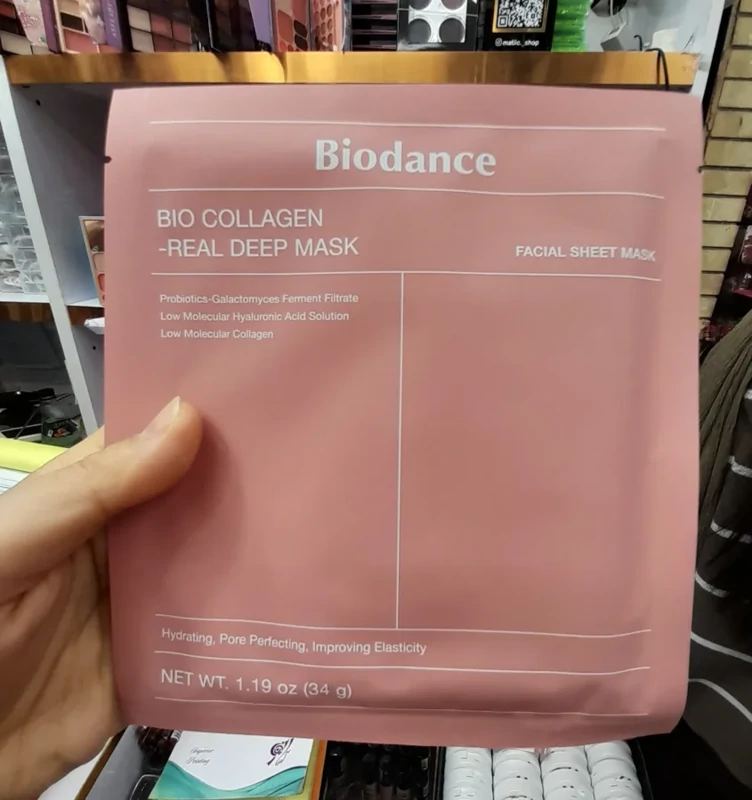 @matic_shop
Biodance
BIO COLLAGEN
-REAL DEEP MASK
FACIAL SHEET MASK
Probiotics-Galactomyces Ferment Filtrate
Low Molecular Hyaluronic Acid Solution
Low Molecular Collagen
Hydrating, Pore Perfecting, Improving Elasticity
NET WT. 1.19 oz (34 g)